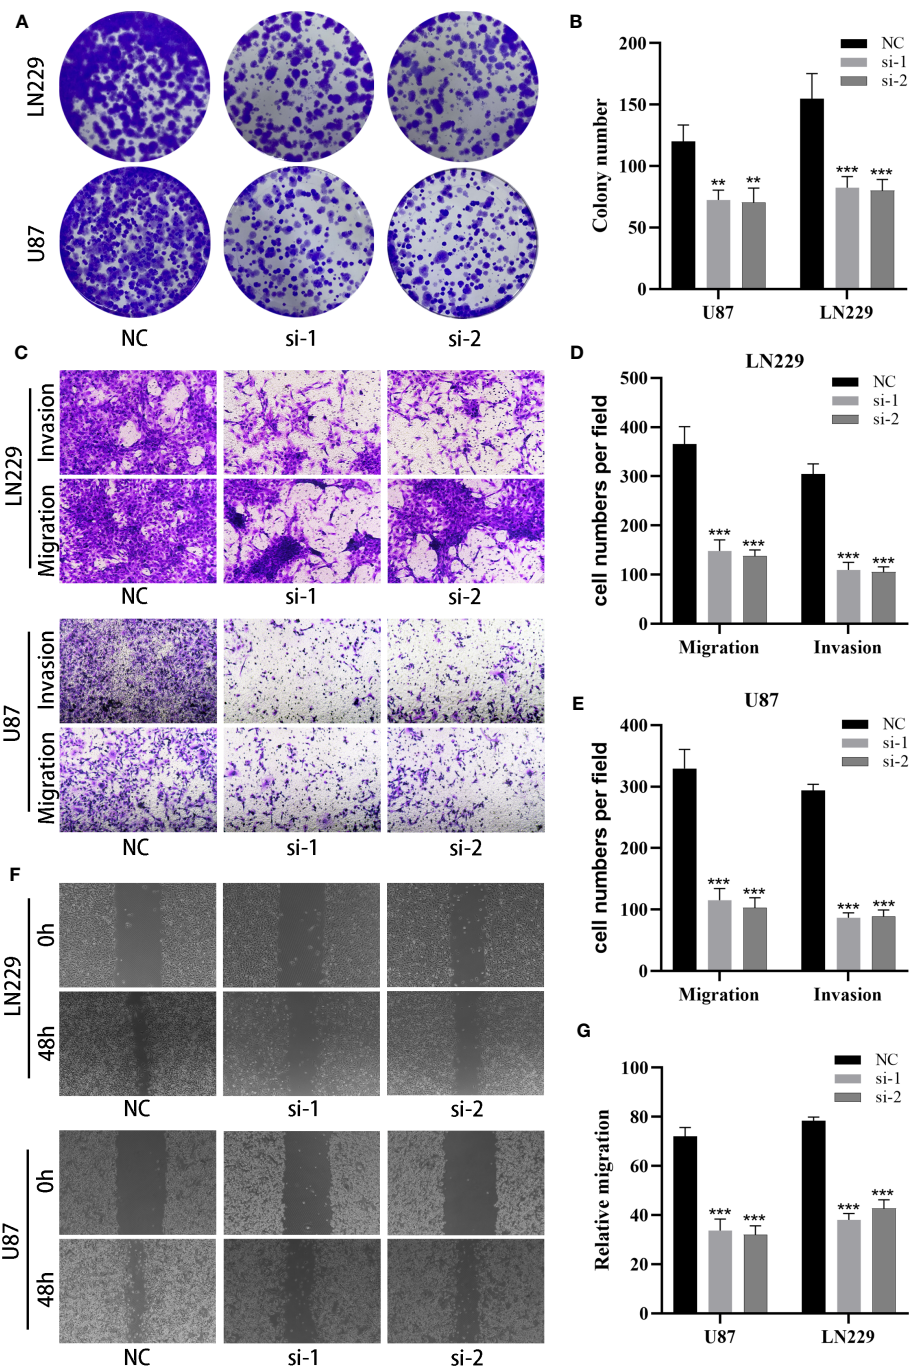 A
LN229
U87
NC si-1 si-2
B
Colony number
200
150
100
50
0
NC
si-1
si-2
** **
*** ***
U87 LN229
C
LN229
Invasion
Migration
NC si-1 si-2
U87
Invasion
Migration
NC si-1 si-2
D
LN229
cell numbers per field
500
400
300
200
100
0
NC
si-1
si-2
*** ***
*** ***
Migration Invasion
E
U87
cell numbers per field
400
300
200
100
0
NC
si-1
si-2
*** ***
*** ***
Migration Invasion
F
LN229
0h
48h
NC si-1 si-2
U87
0h
48h
NC si-1 si-2
G
Relative migration
100
80
60
40
20
0
NC
si-1
si-2
*** ***
*** ***
U87 LN229